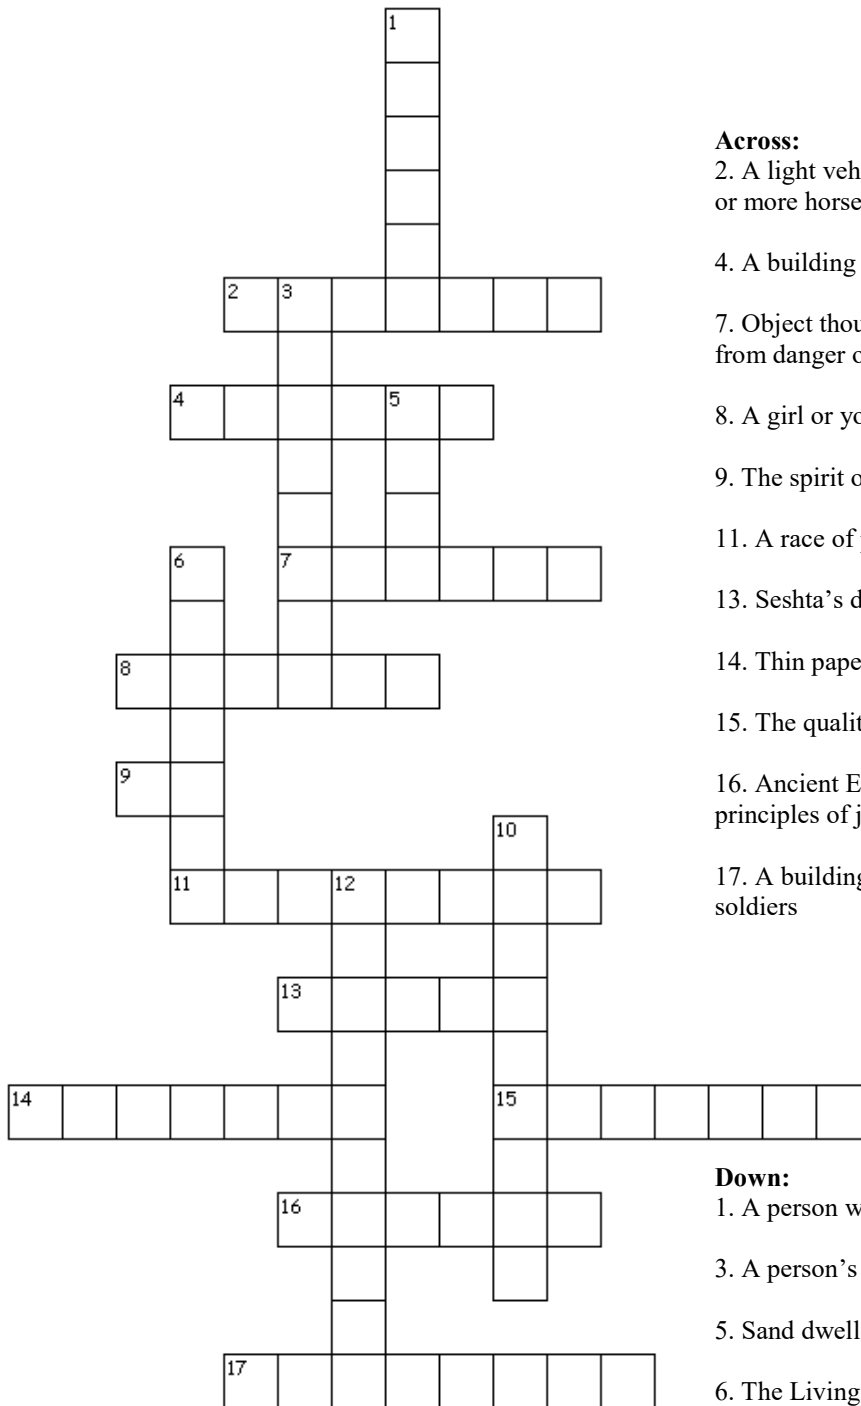 1
Across:
2. A light veh
or more horse
4. A building
2 3
7. Object thou
from danger o
4 5
8. A girl or yo
9. The spirit o
11. A race of
6 7
13. Seshta’s d
8
14. Thin pape
15. The qualit
9
16. Ancient E
principles of j
10
11 12
17. A building
soldiers
13
14 15
Down:
16
1. A person w
3. A person’s
5. Sand dwell
17
6. The Living